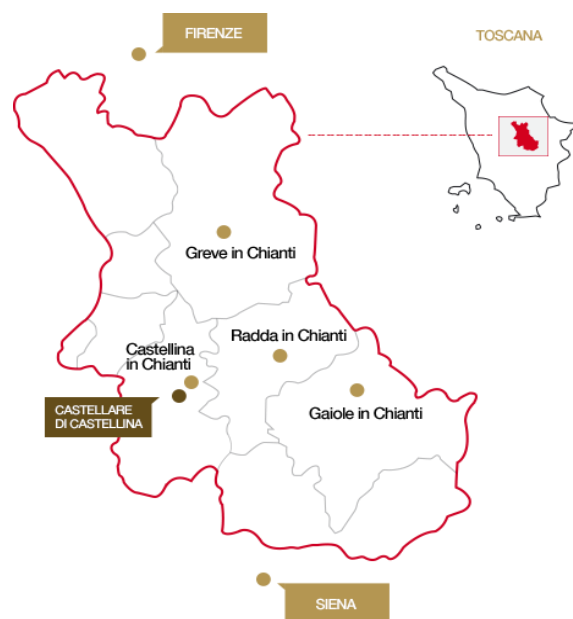 FIRENZE
TOSCANA
Greve in Chianti
Radda in Chianti
Castellina
in Chianti
CASTELLARE
DI CASTELLINA
Gaiole in Chianti
SIENA